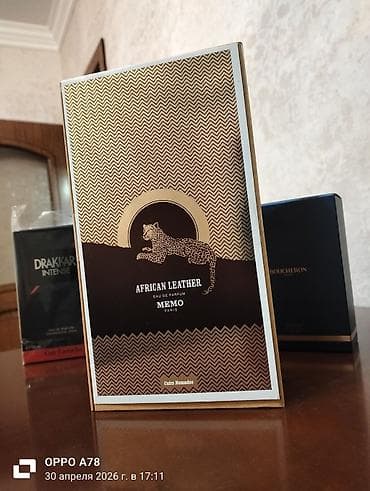 DRAKKAR
INTENSE
BOUCHERON
AFRICAN LEATHER
EAU DE PARFUM
MEMO
PARIS
Cuirs Nomades
OPPO A78
30 апреля 2026 г. в 17:11